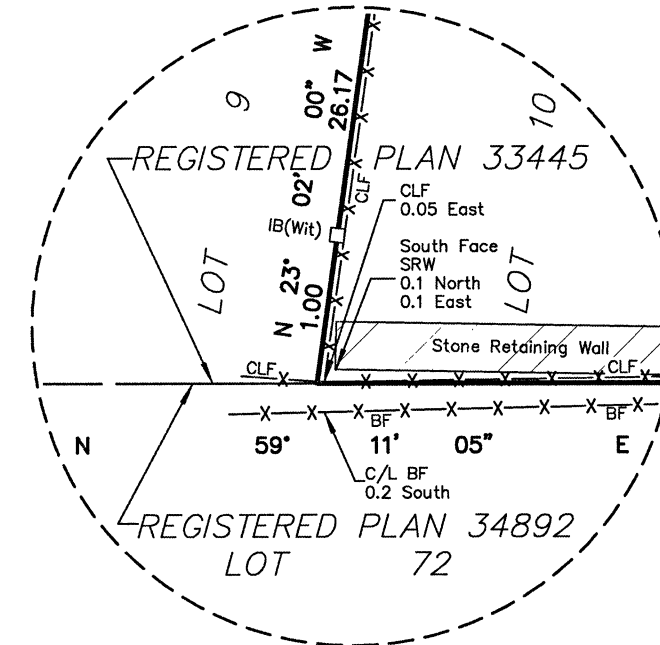 N 23° 02' 00" W
1.00
26.17
9
10
REGISTERED PLAN 33445
CLF
CLF
0.05 East
IB(Wit)
LOT
South Face
SRW
0.1 North
0.1 East
LOT
Stone Retaining Wall
CLF
CLF
BF
BF
N 59° 11' 05" E
C/L BF
0.2 South
REGISTERED PLAN 34892
LOT 72